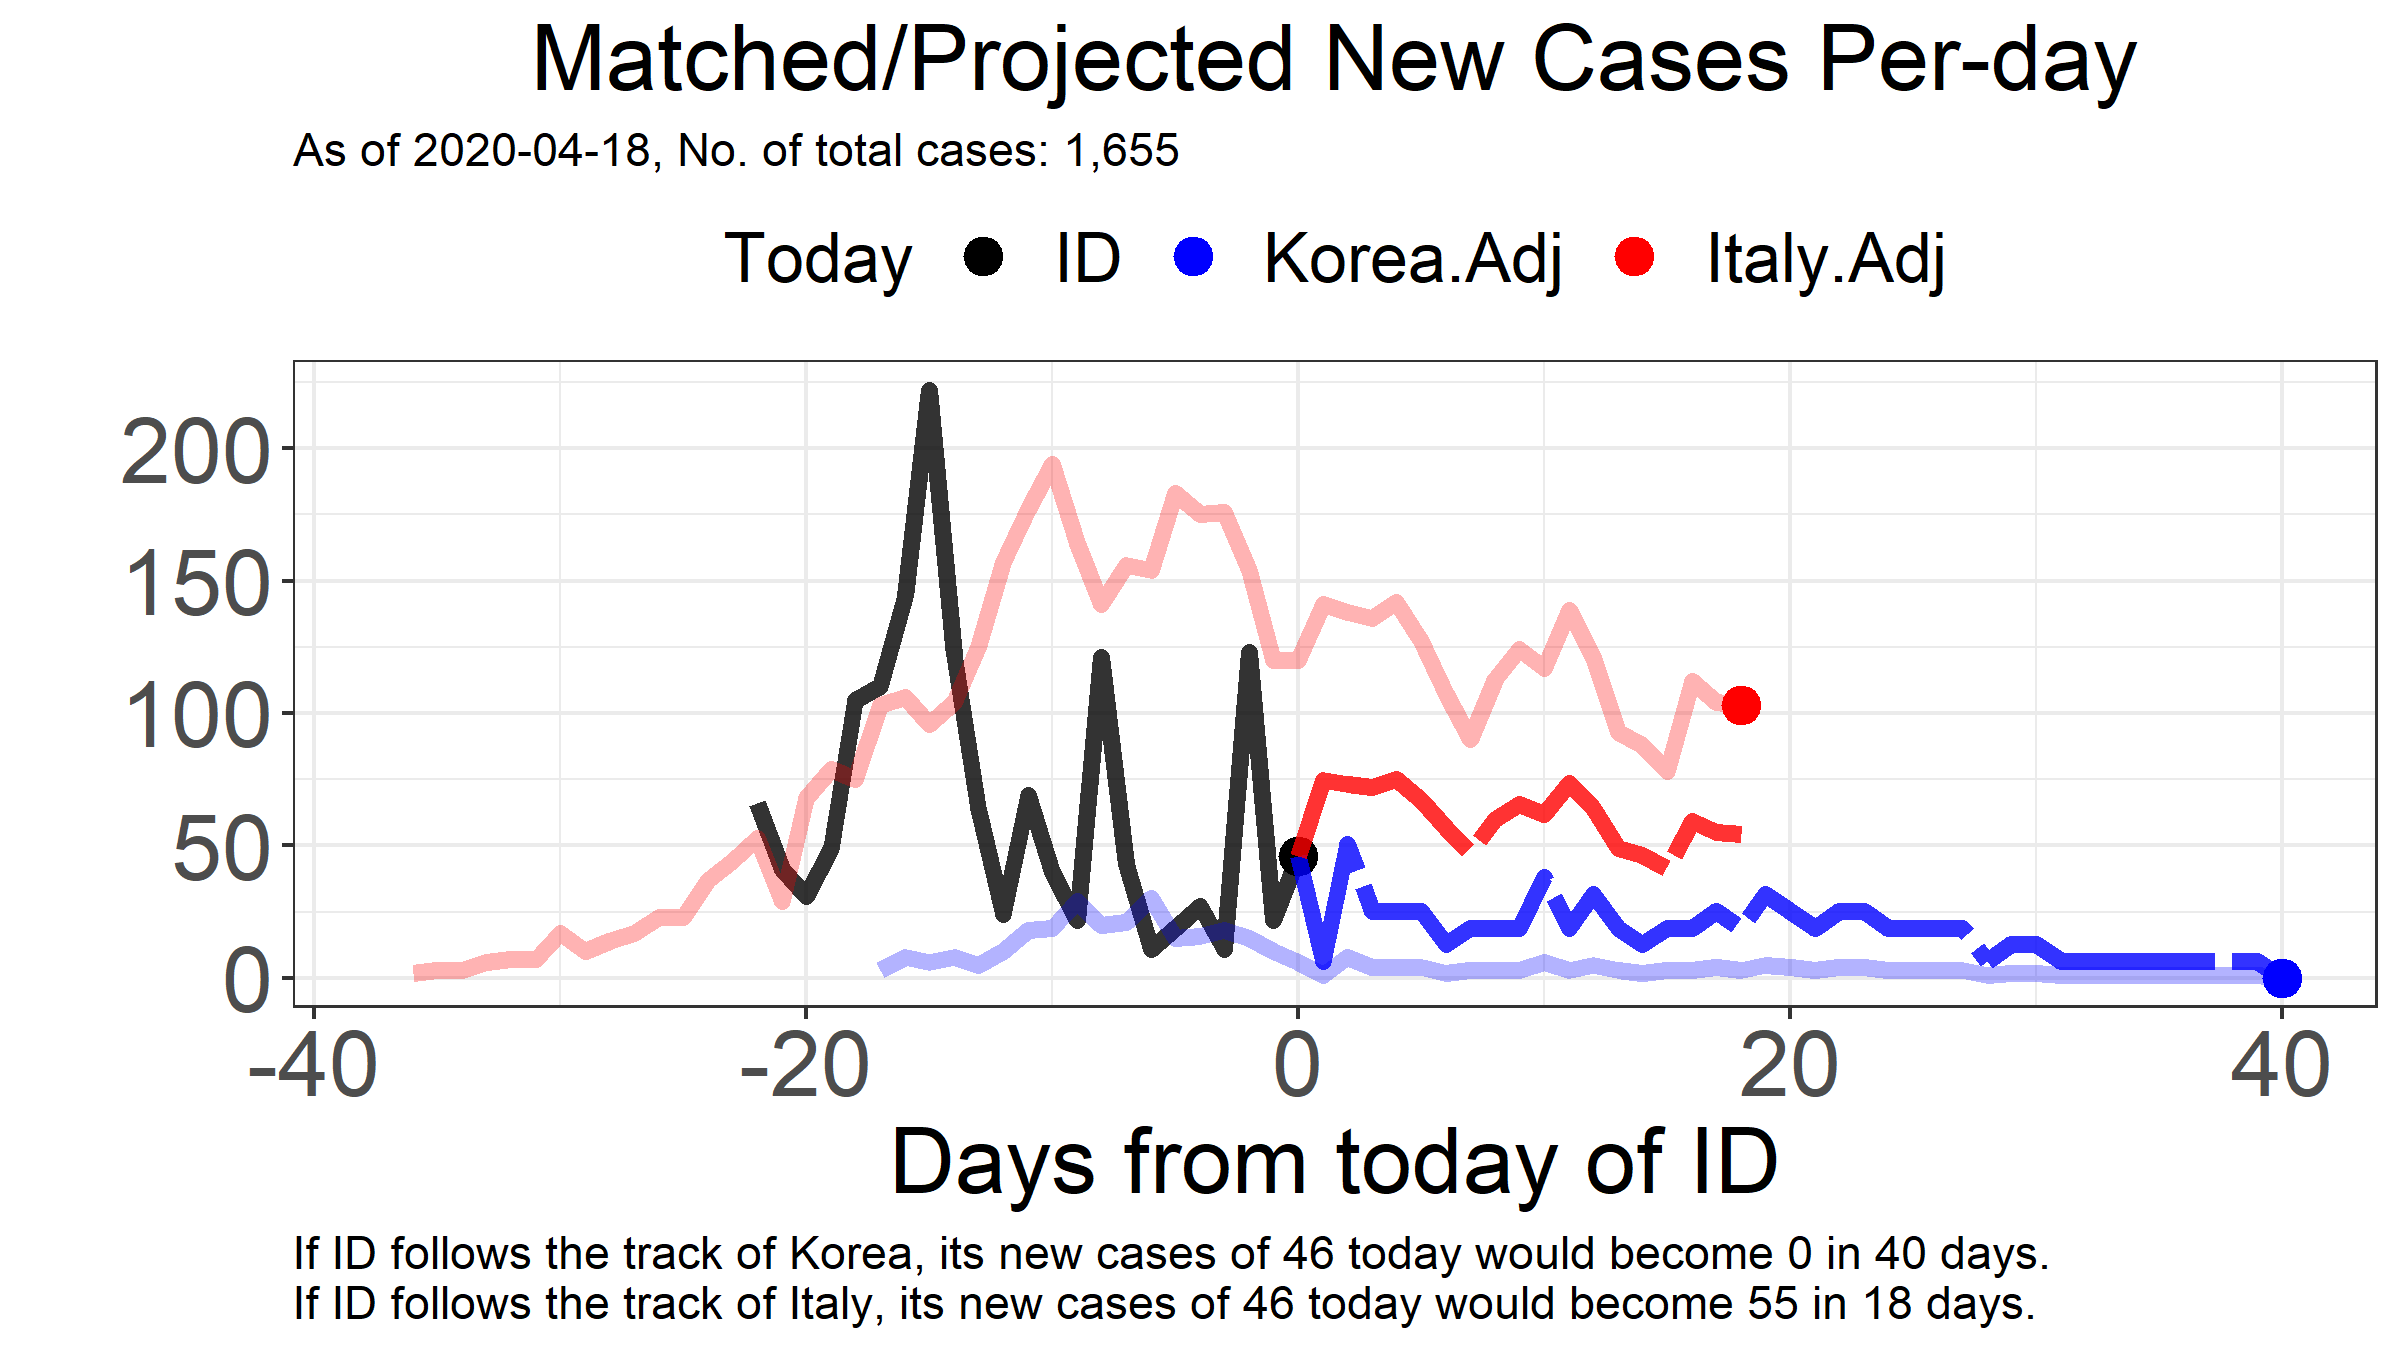 Matched/Projected New Cases Per-day
As of 2020-04-18, No. of total cases: 1,655
Today ID Korea.Adj Italy.Adj
200
150
100
50
0
-40 -20 0 20 40
Days from today of ID
If ID follows the track of Korea, its new cases of 46 today would become 0 in 40 days.
If ID follows the track of Italy, its new cases of 46 today would become 55 in 18 days.